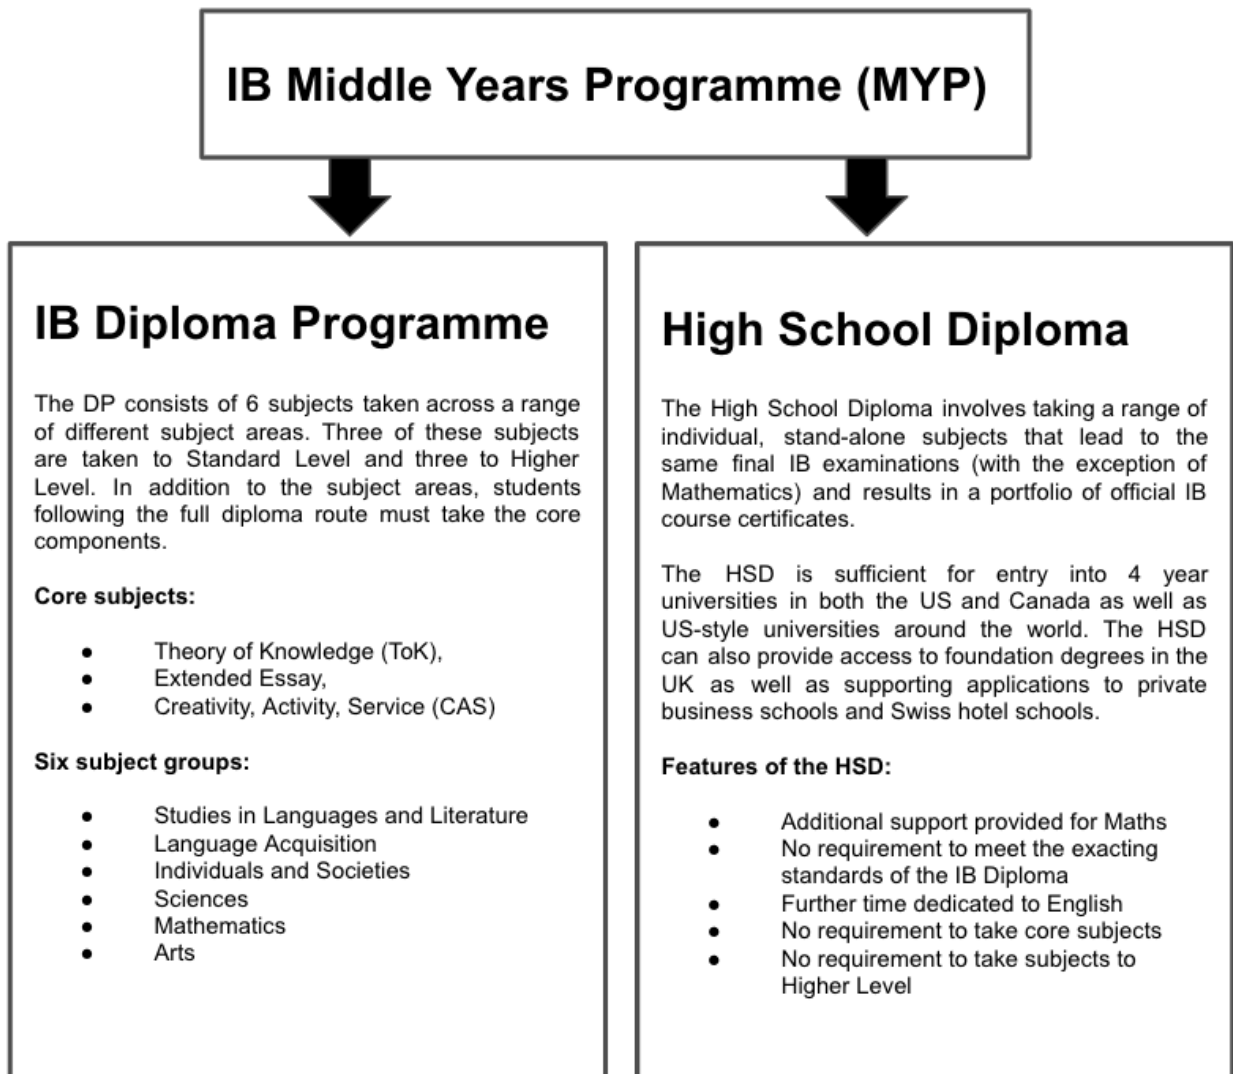 IB Middle Years Programme (MYP)
IB Diploma Programme
The DP consists of 6 subjects taken across a range
of different subject areas. Three of these subjects
are taken to Standard Level and three to Higher
Level. In addition to the subject areas, students
following the full diploma route must take the core
components.
Core subjects:
● Theory of Knowledge (ToK),
● Extended Essay,
● Creativity, Activity, Service (CAS)
Six subject groups:
● Studies in Languages and Literature
● Language Acquisition
● Individuals and Societies
● Sciences
● Mathematics
● Arts
High School Diploma
The High School Diploma involves taking a range of
individual, stand-alone subjects that lead to the
same final IB examinations (with the exception of
Mathematics) and results in a portfolio of official IB
course certificates.
The HSD is sufficient for entry into 4 year
universities in both the US and Canada as well as
US-style universities around the world. The HSD
can also provide access to foundation degrees in the
UK as well as supporting applications to private
business schools and Swiss hotel schools.
Features of the HSD:
● Additional support provided for Maths
● No requirement to meet the exacting
standards of the IB Diploma
● Further time dedicated to English
● No requirement to take core subjects
● No requirement to take subjects to
Higher Level